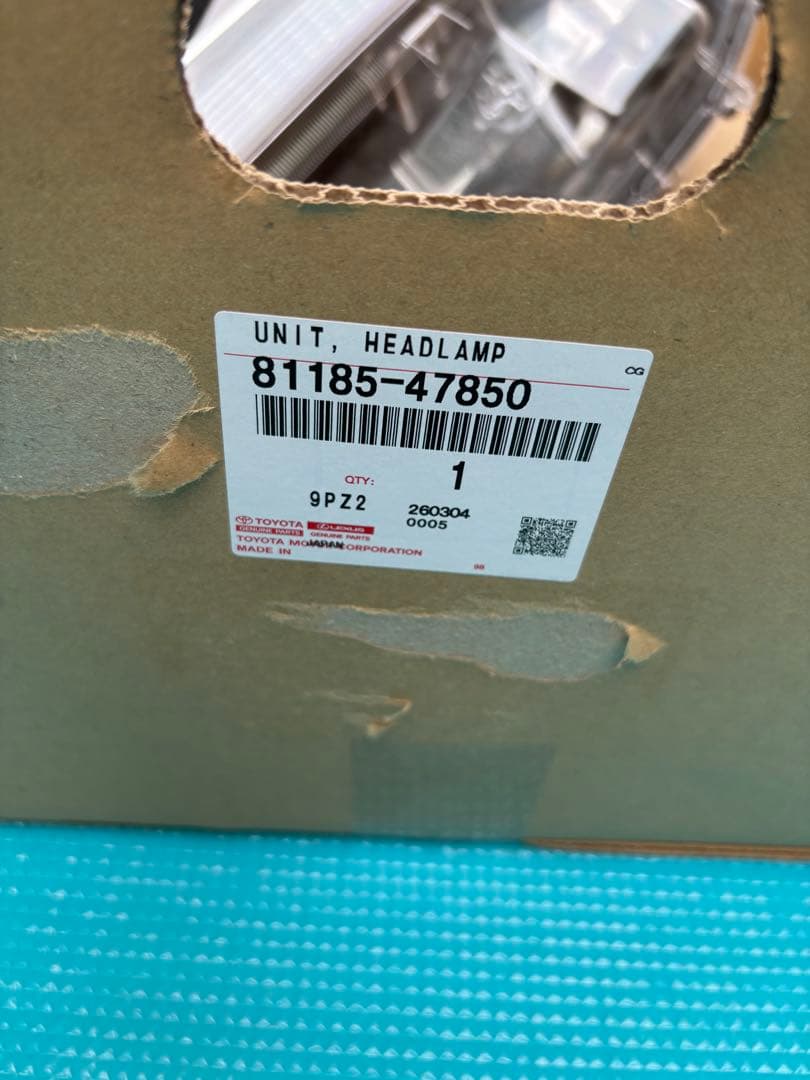 UNIT, HEADLAMP
CG
81185-47850
QTY: 1
9PZ2 260304
0005
TOYOTA LEXUS
GENUINE PARTS GENUINE PARTS
TOYOTA MOTOR CORPORATION
MADE IN JAPAN
98